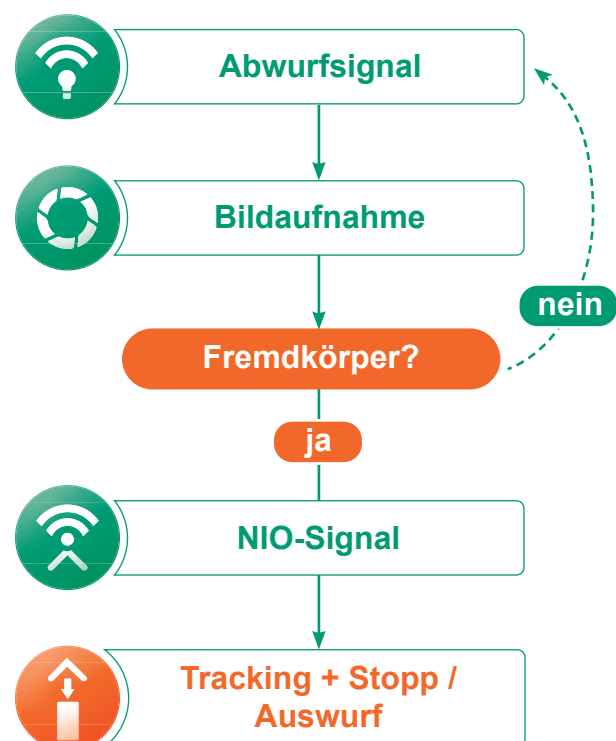 Abwurfsignal
Bildaufnahme
nein
Fremdkörper?
ja
NIO-Signal
Tracking + Stopp /
Auswurf